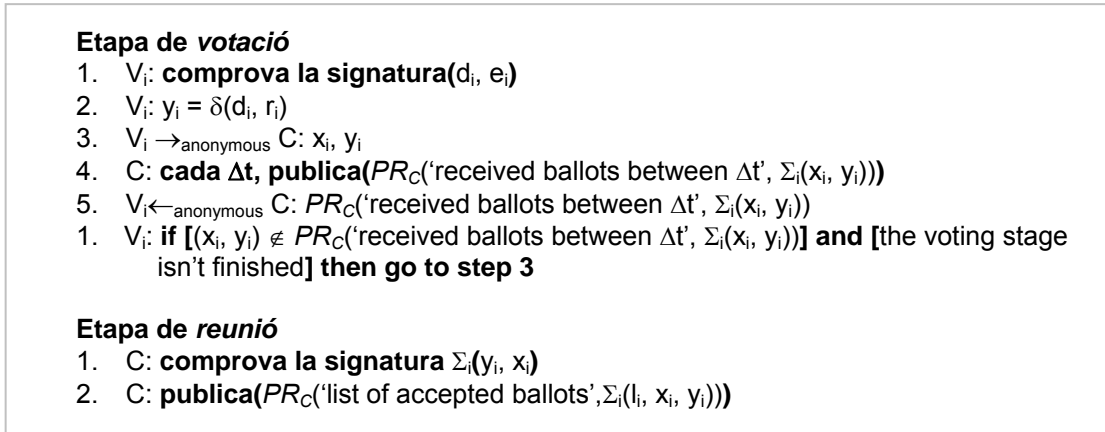 Etapa de votació
1. Vᵢ: comprova la signatura(dᵢ, eᵢ)
2. Vᵢ: yᵢ = δ(dᵢ, rᵢ)
3. Vᵢ →anonymous C: xᵢ, yᵢ
4. C: cada Δt, publica(PR_C(‘received ballots between Δt’, Σᵢ(xᵢ, yᵢ)))
5. Vᵢ←anonymous C: PR_C(‘received ballots between Δt’, Σᵢ(xᵢ, yᵢ))
1. Vᵢ: if [(xᵢ, yᵢ) ∉ PR_C(‘received ballots between Δt’, Σᵢ(xᵢ, yᵢ))] and [the voting stage
isn’t finished] then go to step 3
Etapa de reunió
1. C: comprova la signatura Σᵢ(yᵢ, xᵢ)
2. C: publica(PR_C(‘list of accepted ballots’,Σᵢ(lᵢ, xᵢ, yᵢ)))